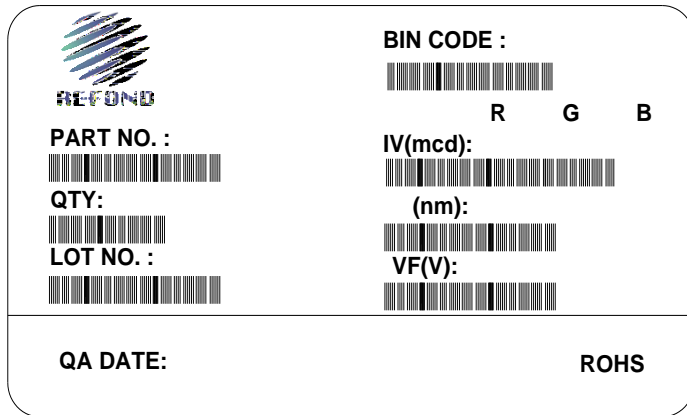 REFOND
PART NO. :
QTY:
LOT NO. :
BIN CODE :
R G B
IV(mcd):
(nm):
VF(V):
QA DATE:
ROHS